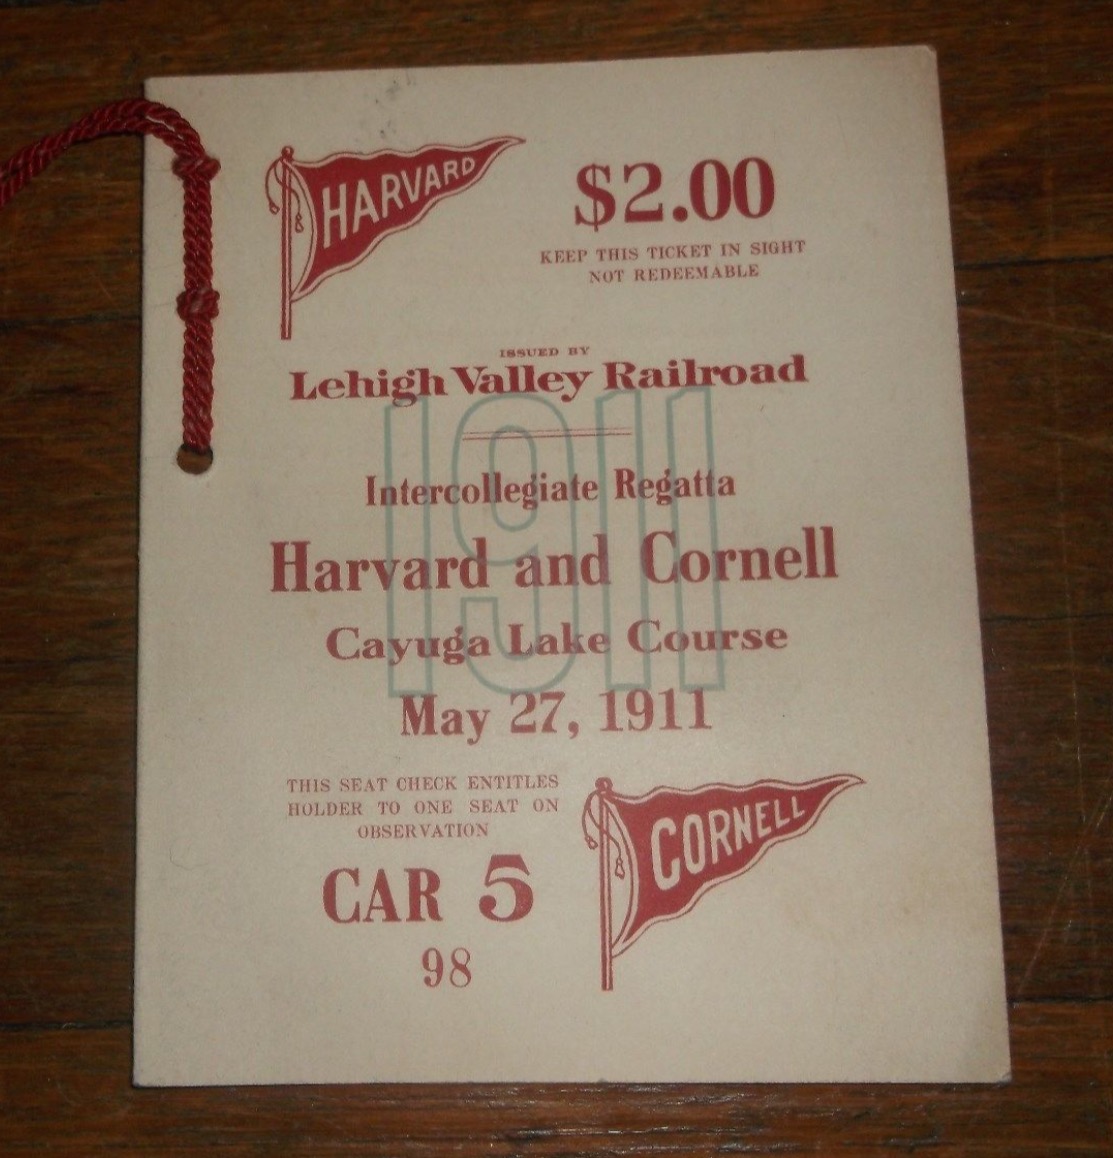 HARVARD
$2.00
KEEP THIS TICKET IN SIGHT
NOT REDEEMABLE
ISSUED BY
Lehigh Valley Railroad
1911
Intercollegiate Regatta
Harvard and Cornell
Cayuga Lake Course
May 27, 1911
THIS SEAT CHECK ENTITLES
HOLDER TO ONE SEAT ON
OBSERVATION
CAR 5
98
CORNELL